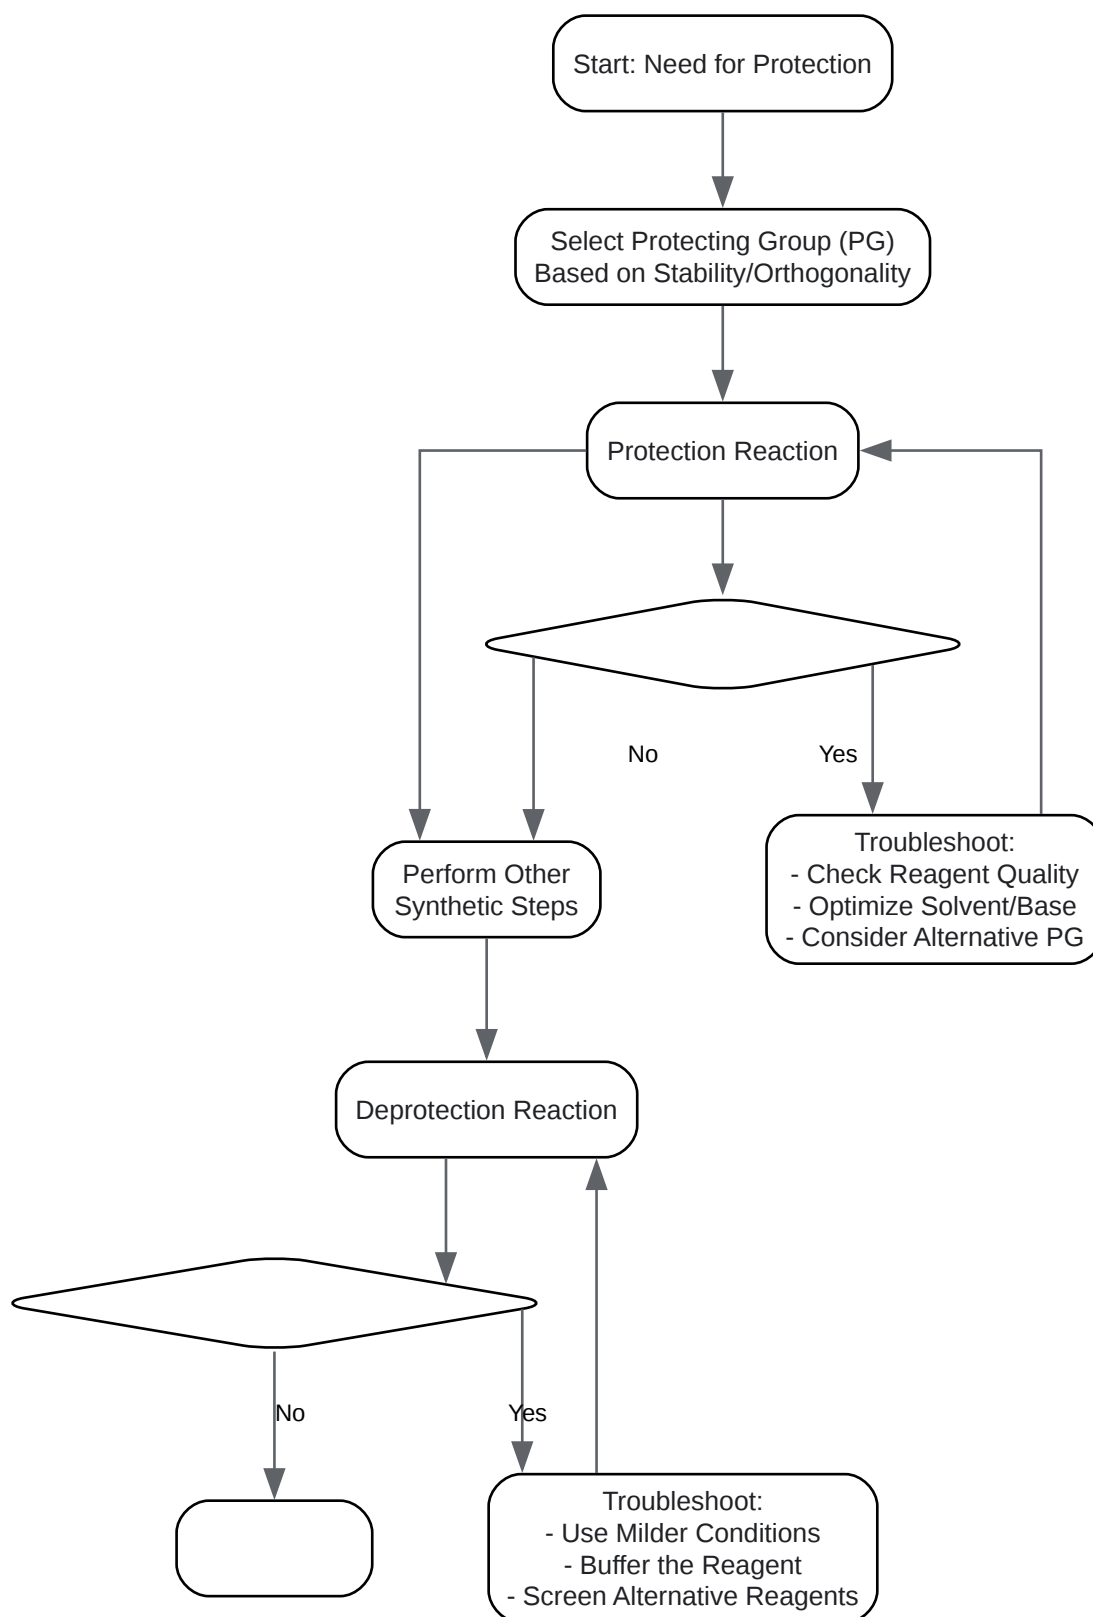 Start: Need for Protection
Select Protecting Group (PG)
Based on Stability/Orthogonality
Protection Reaction
No
Yes
Troubleshoot:
- Check Reagent Quality
- Optimize Solvent/Base
- Consider Alternative PG
Perform Other
Synthetic Steps
Deprotection Reaction
No
Yes
Troubleshoot:
- Use Milder Conditions
- Buffer the Reagent
- Screen Alternative Reagents